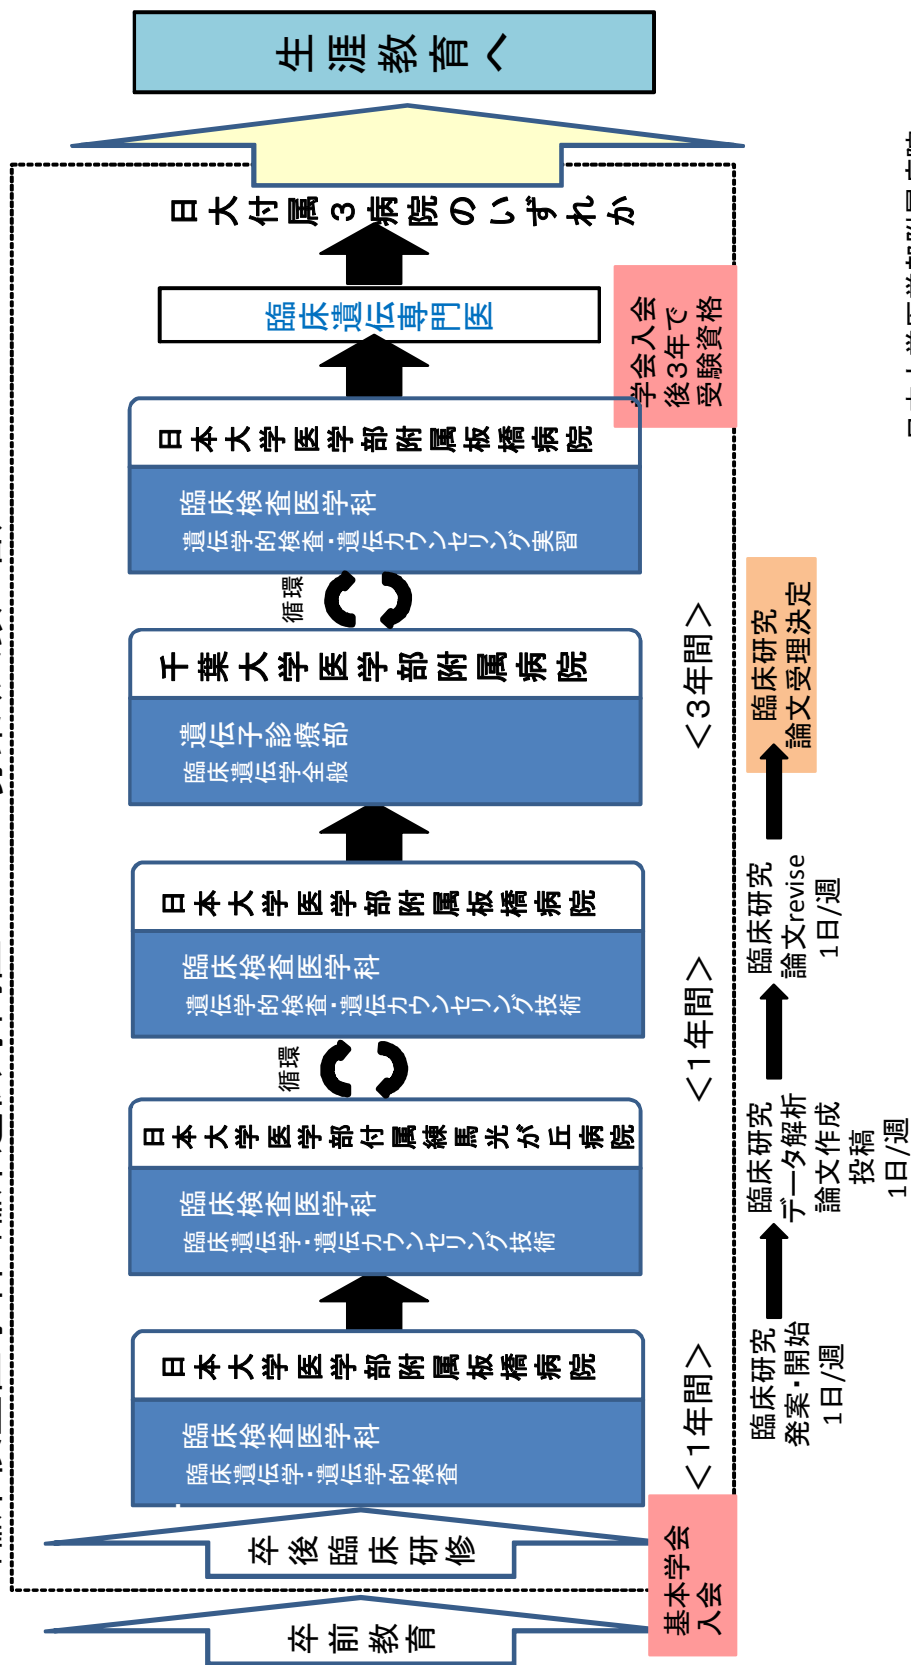 卒前教育
卒後臨床研修
基本学会
入会
日本大学医学部附属板橋病院
臨床検査医学科
臨床遺伝学・遺伝学的検査
<1年間>
日本大学医学部付属練馬光が丘病院
臨床検査医学科
臨床遺伝学・遺伝カウンセリング技術
循環
日本大学医学部附属板橋病院
臨床検査医学科
遺伝学的検査・遺伝カウンセリング技術
<1年間>
千葉大学医学部附属病院
遺伝子診療部
臨床遺伝学全般
循環
日本大学医学部附属板橋病院
臨床検査医学科
遺伝学的検査・遺伝カウンセリング実習
<3年間>
臨床遺伝専門医
学会入会
後3年で
受験資格
日大付属3病院のいずれか
生涯教育へ
臨床研究
発案・開始
1日/週
臨床研究
データ解析
論文作成
投稿
1日/週
臨床研究
論文revise
1日/週
臨床研究
論文受理決定